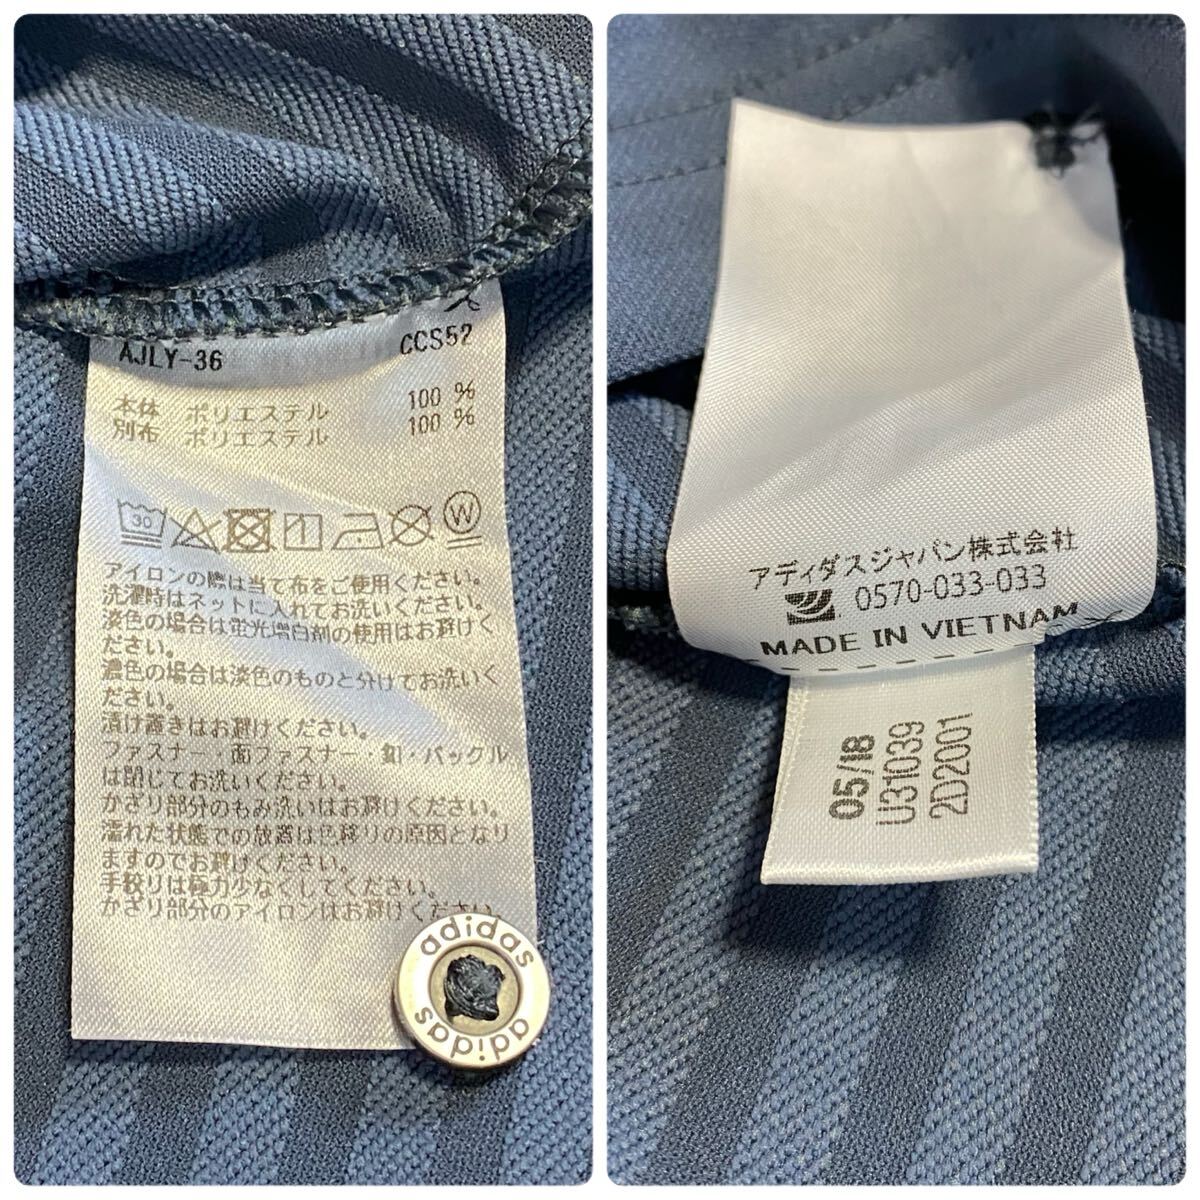 AJLY-36 CCS52
本体 ポリエステル 100 %
別布 ポリエステル 100 %
30 W
アイロンの際は当て布をご使用ください。
洗濯時はネットに入れてお洗いください。
淡色の場合は蛍光増白剤の使用はお避けく
ださい。
濃色の場合は淡色のものと分けてお洗いく
ださい。
漬け置きはお避けください。
ファスナー・面ファスナー・釦・バックル
は閉じてお洗いください。
かざり部分のもみ洗いはお避けください。
濡れた状態での放置は色移りの原因となり
ますのでお避けください。
手絞りは極力少なくしてください。
かざり部分のアイロンはお避けください。
adidas
adidas
アディダスジャパン株式会社
0570-033-033
MADE IN VIETNAM
05/18
U31039
2D2001